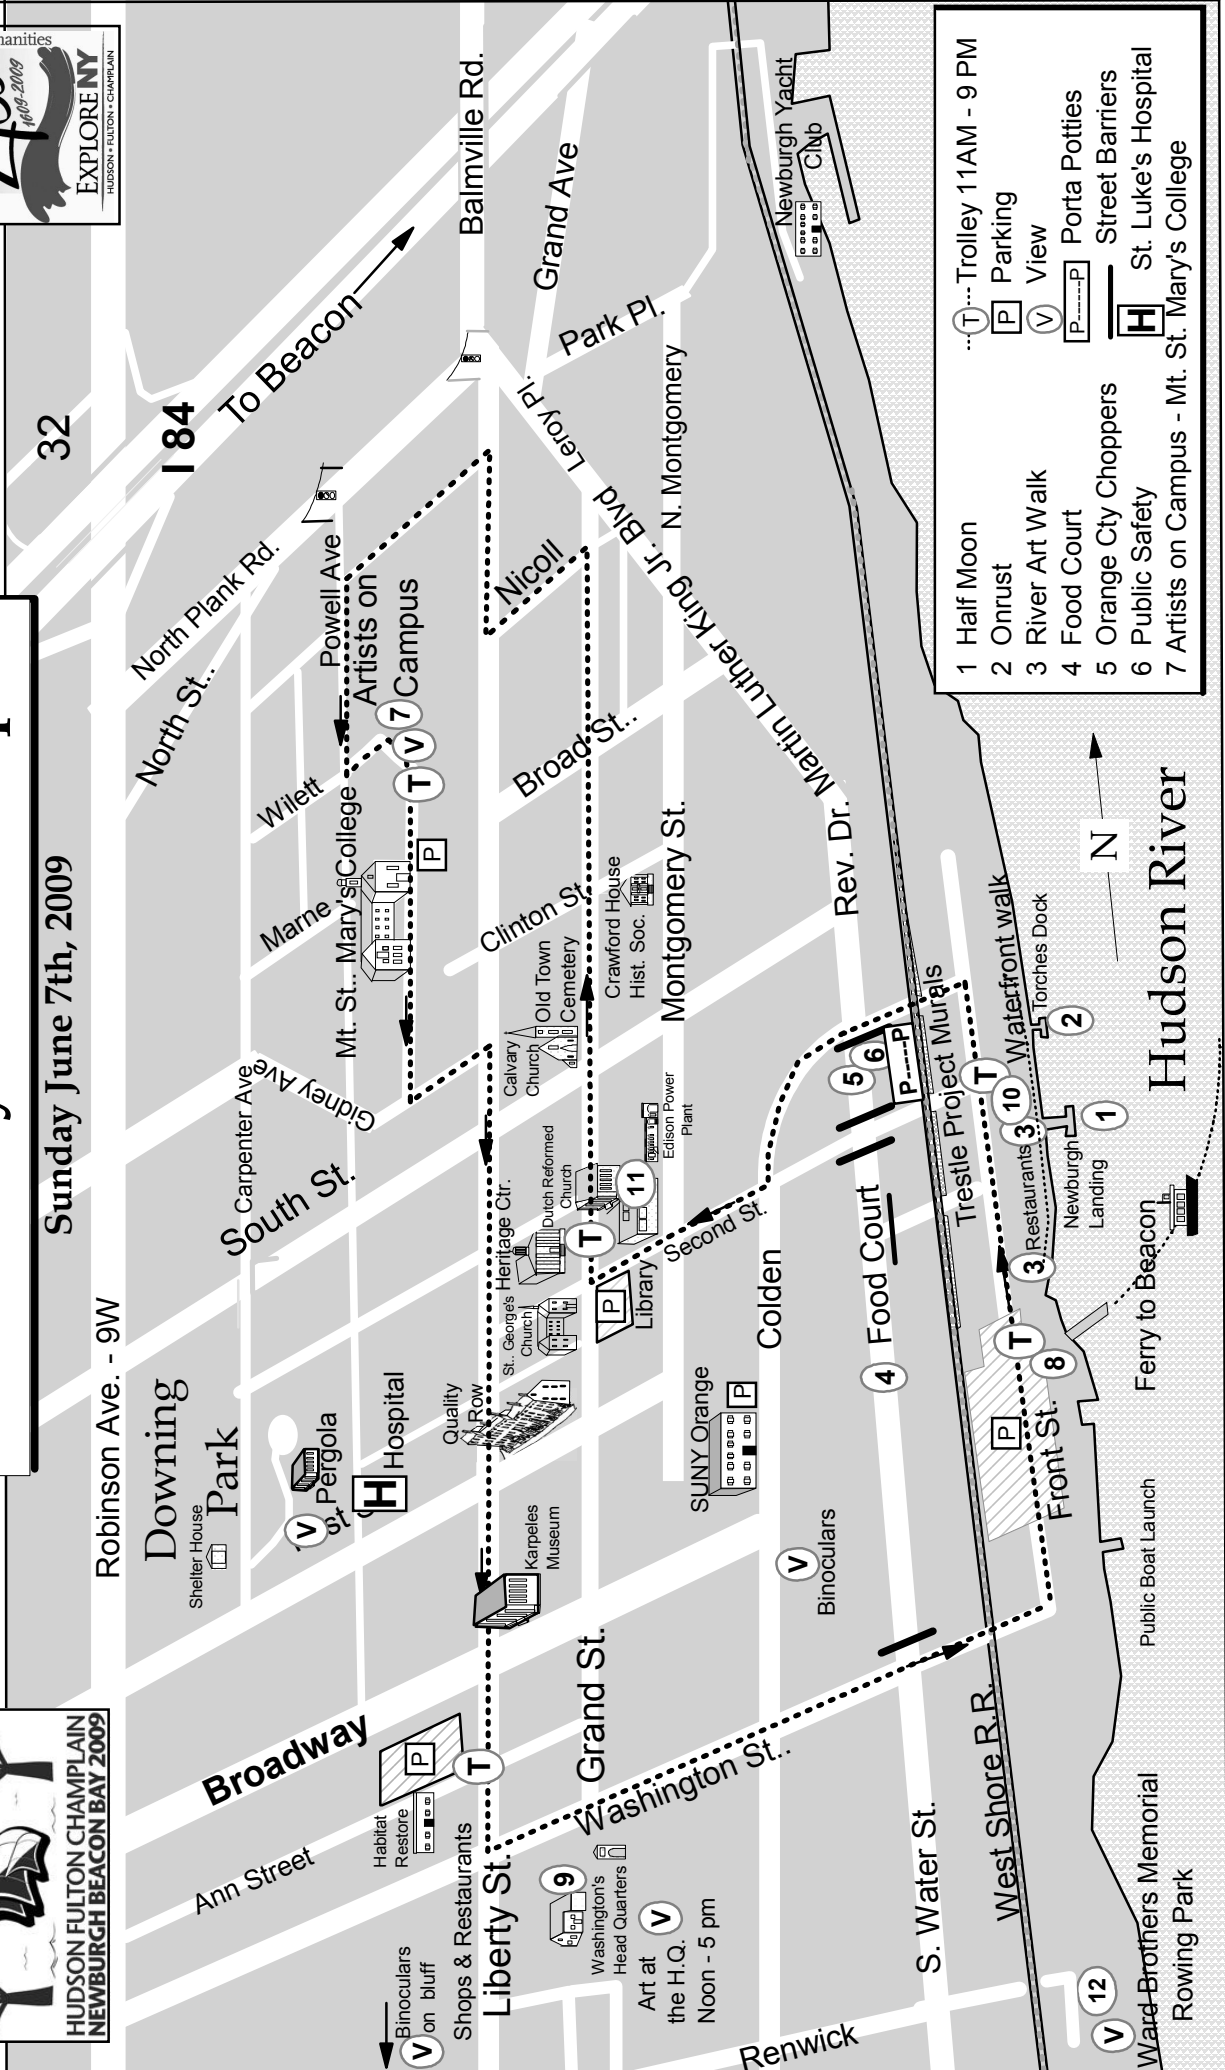 Sunday June 7th, 2009
HUDSON FULTON CHAMPLAIN
NEWBURGH BEACON BAY 2009
1609-2009
EXPLORE NY
HUDSON • FULTON • CHAMPLAIN
Robinson Ave. - 9W
32
I 84
To Beacon
Balmville Rd.
Grand Ave
Park Pl.
Leroy Pl.
N. Montgomery
Newburgh Yacht
Club
North Plank Rd.
North St..
Powell Ave
Artists on
Campus
7
V
T
P
Nicoll
Broad St..
Martin Luther King Jr. Blvd
Rev. Dr.
Wilett
Marne
Mt. St.. Mary's College
Clinton St.
Crawford House
Hist. Soc.
Montgomery St.
Old Town
Cemetery
Calvary
Church
Gidney Ave
Carpenter Ave
South St.
Heritage Ctr.
Dutch Reformed
Church
Edison Power
Plant
11
T
Second St.
Library
P
St.. George's
Church
Colden
Downing
Park
Shelter House
Pergola
V
H
Hospital
Quality
Row
Karpeles
Museum
SUNY Orange
P
V
Binoculars
4
Food Court
5
6
P-----P
Trestle Project Murals
Waterfront walk
Torches Dock
2
T
10
3
1
Restaurants
Newburgh
Landing
3
T
8
P
Front St.
Ferry to Beacon
Public Boat Launch
Hudson River
N
Broadway
Ann Street
Habitat
Restore
P
T
Grand St.
Washington St..
Liberty St.
Shops & Restaurants
Binoculars
on bluff
V
9
Washington's
Head Quarters
Art at
the H.Q.
Noon - 5 pm
V
S. Water St.
West Shore R.R.
Renwick
V
12
Ward Brothers Memorial
Rowing Park
1 Half Moon
2 Onrust
3 River Art Walk
4 Food Court
5 Orange Cty Choppers
6 Public Safety
7 Artists on Campus - Mt. St. Mary's College
T Trolley 11AM - 9 PM
P Parking
V View
P-----P Porta Potties
Street Barriers
H St. Luke's Hospital